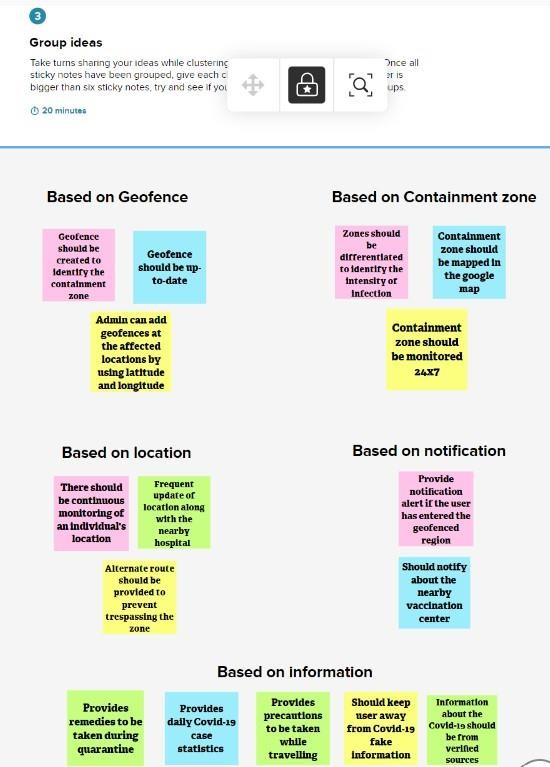 3
Group ideas
Take turns sharing your ideas while clustering Once all
sticky notes have been grouped, give each is
bigger than six sticky notes, try and see if
20 minutes
Based on Geofence
Geofence
should be
created to
identify the
containment
zone
Geofence
should be up-
to-date
Admin can add
geofences at
the affected
locations by
using latitude
and longitude
Based on Containment zone
Zones should
be
differentiated
to identify the
intensity of
infection
Containment
zone should
be mapped in
the google
map
Containment
zone should
be monitored
24x7
Based on location
There should
be continuous
monitoring of
an individual's
location
Frequent
update of
location along
with the
nearby
hospital
Alternate route
should be
provided to
prevent
trespassing the
zone
Based on notification
Provide
notification
alert if the user
has entered the
geofenced
region
Should notify
about the
nearby
vaccination
center
Based on information
Provides
remedies to be
taken during
quarantine
Provides
daily Covid-19
case
statistics
Provides
precautions
to be taken
while
travelling
Should keep
user away
from Covid-19
fake
information
Information
about the
Covid-19 should
be from
verified
sources